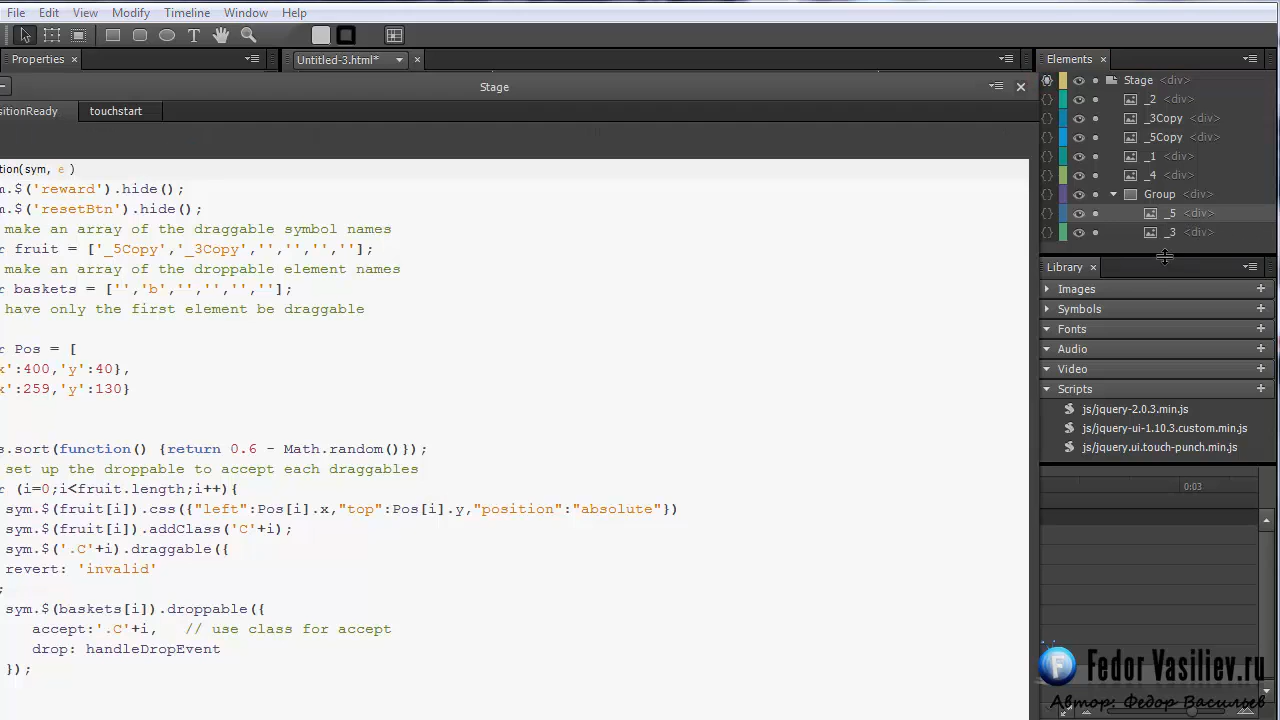 File Edit View Modify Timeline Window Help
T
Properties × Untitled-3.html* × Elements ×
Stage
sitionReady touchstart
Stage <div>
_2 <div>
_3Copy <div>
_5Copy <div>
_1 <div>
_4 <div>
Group <div>
_5 <div>
_3 <div>
Library ×
Images +
Symbols +
Fonts +
Audio +
Video +
Scripts +
js/jquery-2.0.3.min.js
js/jquery-ui-1.10.3.custom.min.js
js/jquery.ui.touch-punch.min.js
0:03
tion(sym, e )
m.$('reward').hide();
m.$('resetBtn').hide();
make an array of the draggable symbol names
r fruit = ['_5Copy','_3Copy','','','',''];
make an array of the droppable element names
r baskets = ['','b','','','',''];
have only the first element be draggable
r Pos = [
x':400,'y':40},
x':259,'y':130}
s.sort(function() {return 0.6 - Math.random()});
set up the droppable to accept each draggables
r (i=0;i<fruit.length;i++){
sym.$(fruit[i]).css({"left":Pos[i].x,"top":Pos[i].y,"position":"absolute"})
sym.$(fruit[i]).addClass('C'+i);
sym.$('.C'+i).draggable({
revert: 'invalid'
;
sym.$(baskets[i]).droppable({
accept:'.C'+i, // use class for accept
drop: handleDropEvent
});
Fedor Vasiliev.ru
Автор: Федор Васильев